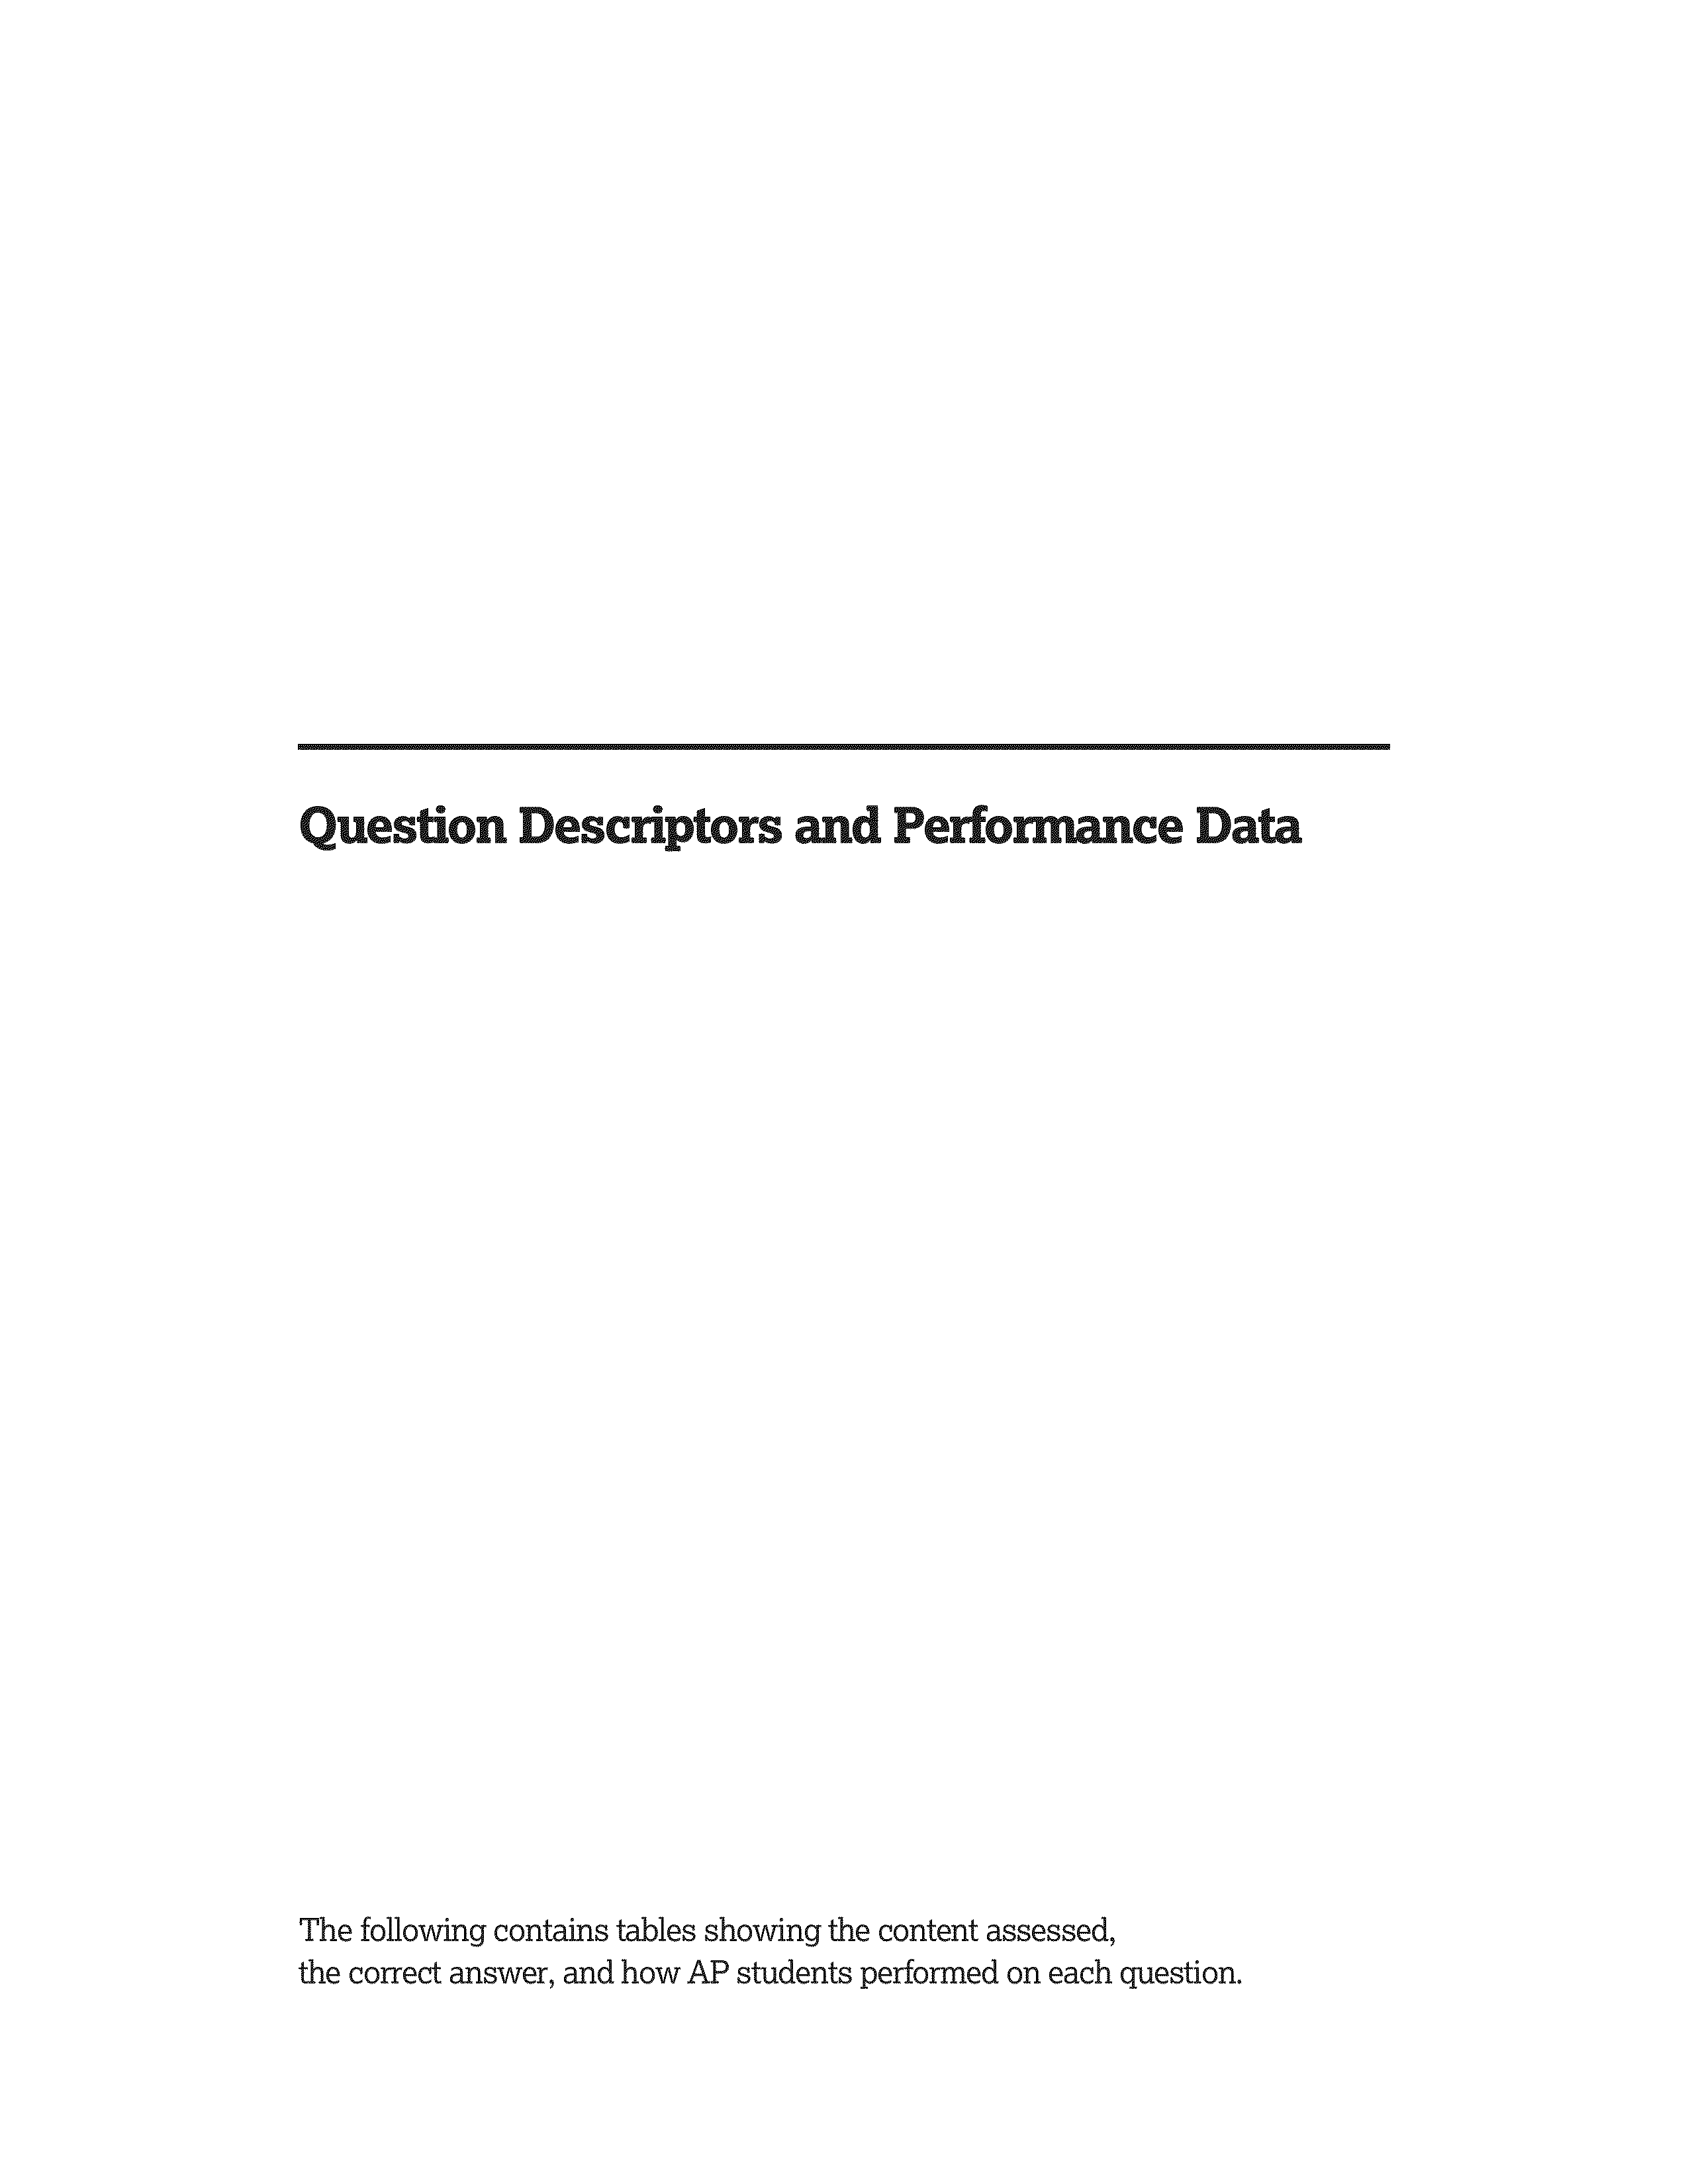 Question Descriptors and Performance Data
The following contains tables showing the content assessed,
the correct answer, and how AP students performed on each question.